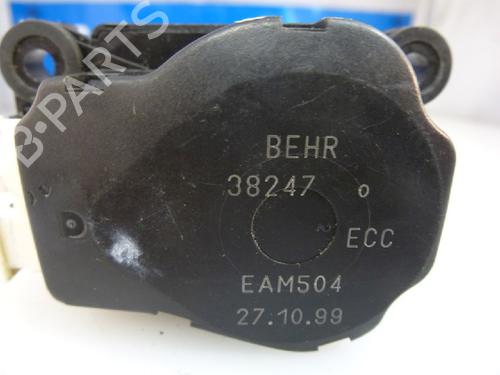 B-PARTS
BEHR
38247 o
ECC
EAM504
27.10.99